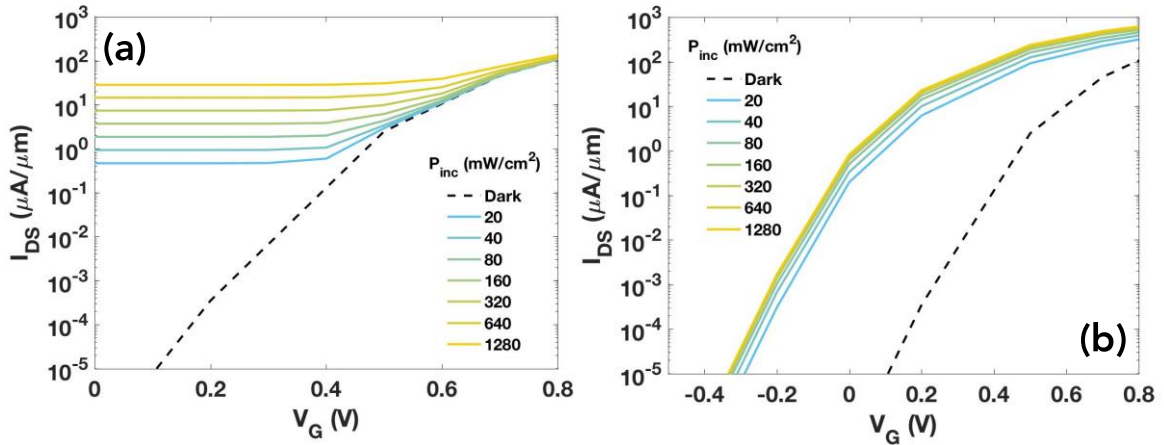 (a)
10³
10²
10¹
10⁰
10⁻¹
10⁻²
10⁻³
10⁻⁴
10⁻⁵
I_DS (μA/μm)
P_inc (mW/cm²)
Dark
20
40
80
160
320
640
1280
0 0.2 0.4 0.6 0.8
V_G (V)
(b)
10³
10²
10¹
10⁰
10⁻¹
10⁻²
10⁻³
10⁻⁴
10⁻⁵
I_DS (μA/μm)
P_inc (mW/cm²)
Dark
20
40
80
160
320
640
1280
-0.4 -0.2 0 0.2 0.4 0.6 0.8
V_G (V)